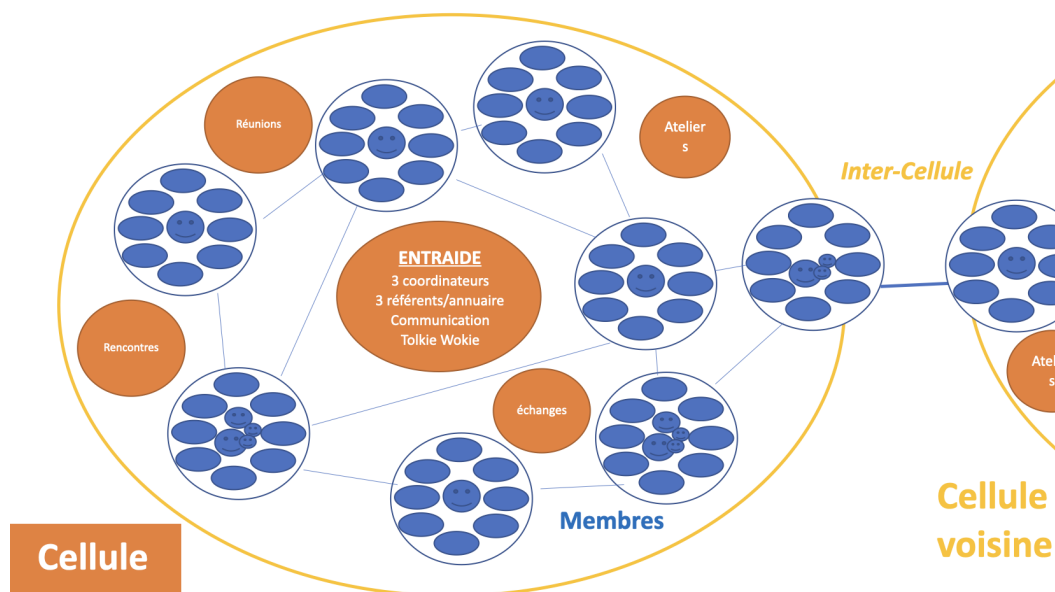 Réunions
Atelier
s
Inter-Cellule
ENTRAIDE
3 coordinateurs
3 référents/annuaire
Communication
Tolkie Wokie
Rencontres
Atel
s
échanges
Membres
Cellule
voisine
Cellule